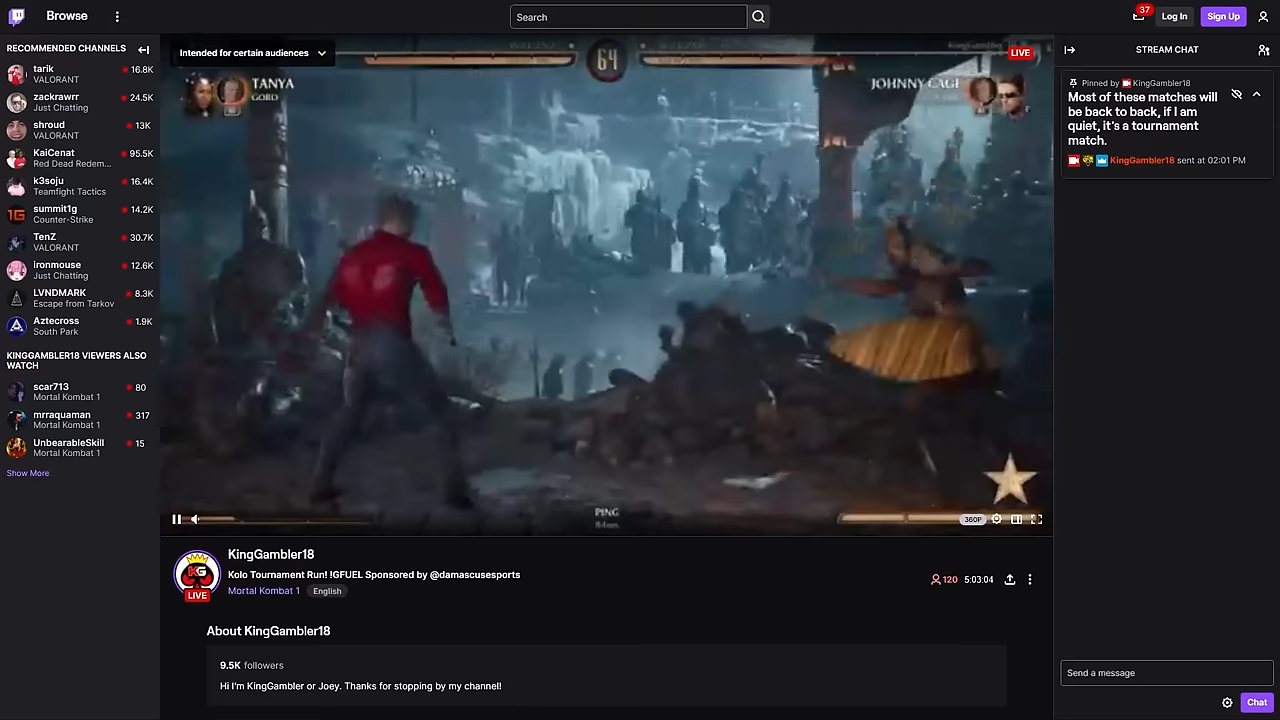 Browse
Search
37
Log In
Sign Up
RECOMMENDED CHANNELS
tarik
VALORANT
16.8K
zackrawrr
Just Chatting
24.5K
shroud
VALORANT
13K
KaiCenat
Red Dead Redem...
95.5K
k3soju
Teamfight Tactics
16.4K
summit1g
Counter-Strike
14.2K
TenZ
VALORANT
30.7K
ironmouse
Just Chatting
12.6K
LVNDMARK
Escape from Tarkov
8.3K
Aztecross
South Park
1.9K
KINGGAMBLER18 VIEWERS ALSO
WATCH
scar713
Mortal Kombat 1
80
mrraquaman
Mortal Kombat 1
317
UnbearableSkill
Mortal Kombat 1
15
Show More
Intended for certain audiences
64
KingGambler
LIVE
TANYA
GORO
JOHNNY CAGE
PING
360P
KingGambler18
Kolo Tournament Run! !GFUEL Sponsored by @damascusesports
Mortal Kombat 1
English
KG
LIVE
120
5:03:04
About KingGambler18
9.5K followers
Hi I'm KingGambler or Joey. Thanks for stopping by my channel!
STREAM CHAT
Pinned by KingGambler18
Most of these matches will
be back to back, if I am
quiet, it's a tournament
match.
KingGambler18 sent at 02:01 PM
Send a message
Chat